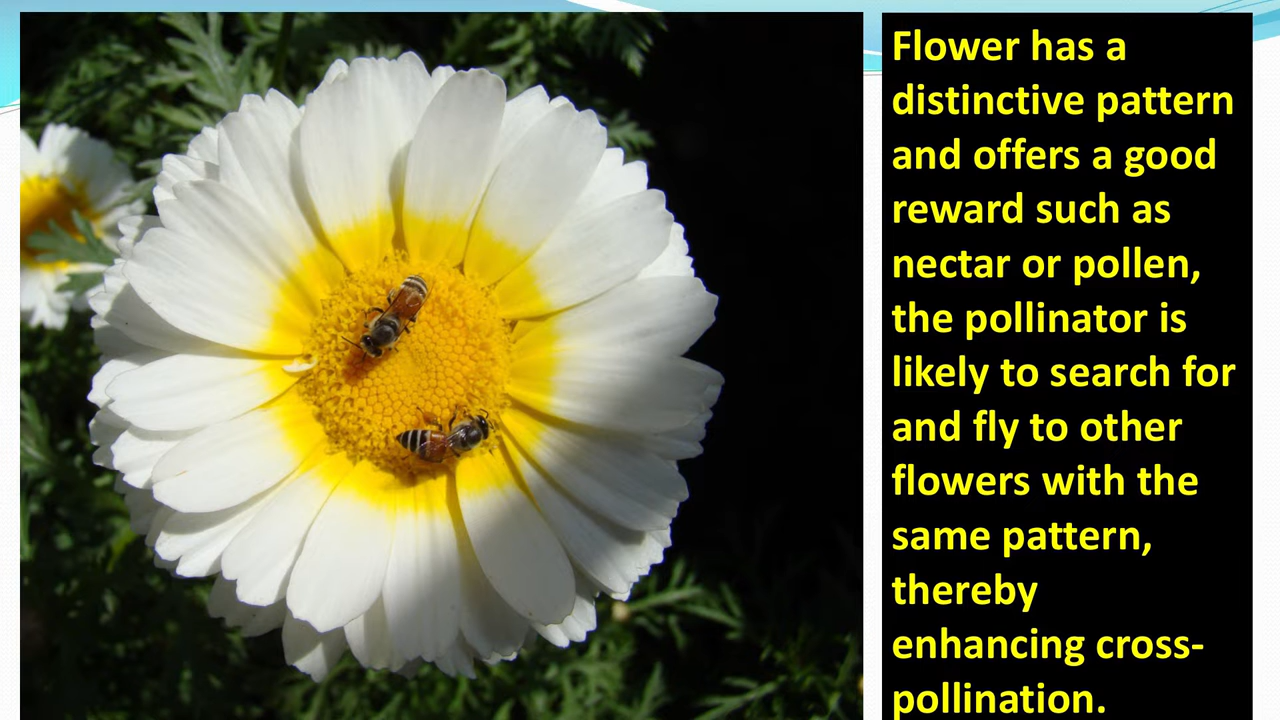 Flower has a
distinctive pattern
and offers a good
reward such as
nectar or pollen,
the pollinator is
likely to search for
and fly to other
flowers with the
same pattern,
thereby
enhancing cross-
pollination.